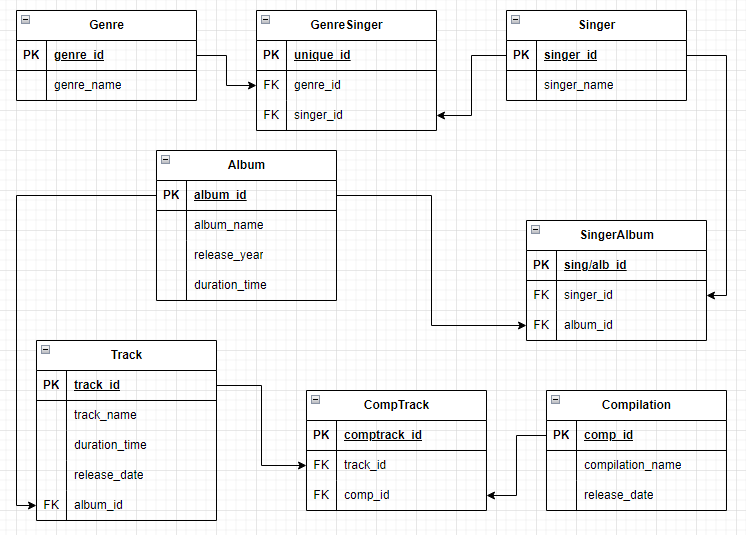 Genre
PK genre_id
genre_name
GenreSinger
PK unique_id
FK genre_id
FK singer_id
Singer
PK singer_id
singer_name
Album
PK album_id
album_name
release_year
duration_time
SingerAlbum
PK sing/alb_id
FK singer_id
FK album_id
Track
PK track_id
track_name
duration_time
release_date
FK album_id
CompTrack
PK comptrack_id
FK track_id
FK comp_id
Compilation
PK comp_id
compilation_name
release_date